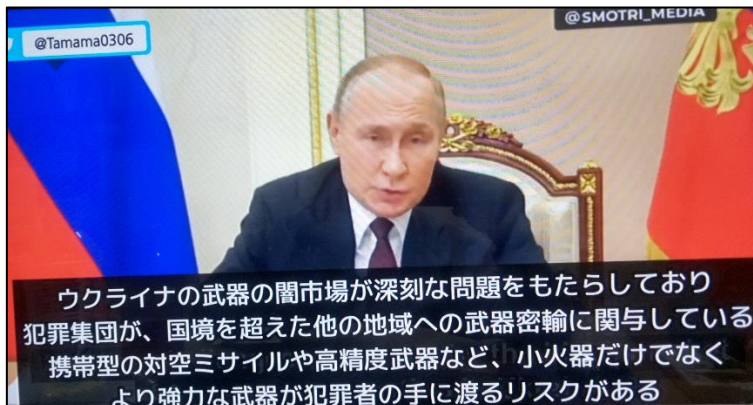 @Tamama0306
@SMOTRI_MEDIA
ウクライナの武器の闇市場が深刻な問題をもたらしており
犯罪集団が、国境を超えた他の地域への武器密輸に関与している
携帯型の対空ミサイルや高精度武器など、小火器だけでなく
より強力な武器が犯罪者の手に渡るリスクがある